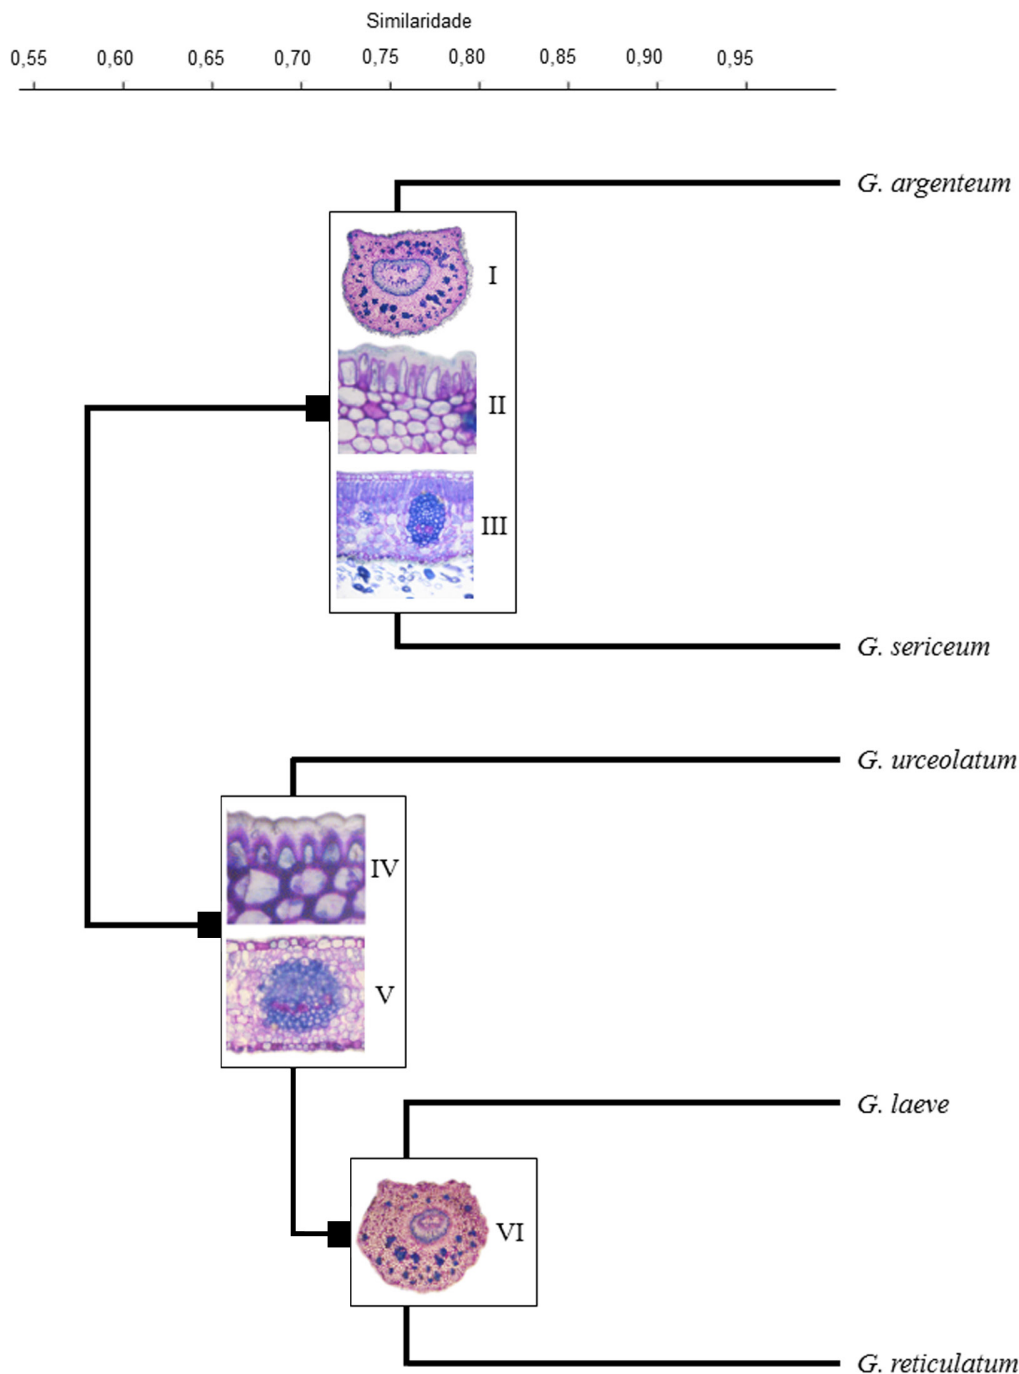 Similaridade
0,55 0,60 0,65 0,70 0,75 0,80 0,85 0,90 0,95
G. argenteum
I
II
III
G. sericeum
G. urceolatum
IV
V
G. laeve
VI
G. reticulatum